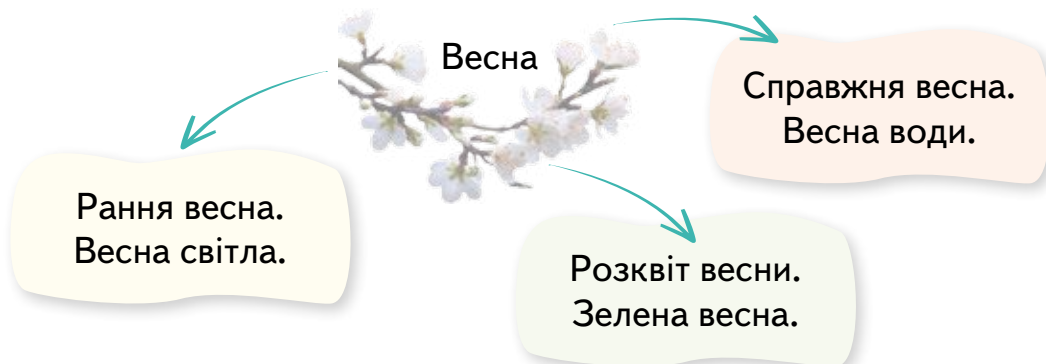 Весна
Справжня весна.
Весна води.
Рання весна.
Весна світла.
Розквіт весни.
Зелена весна.